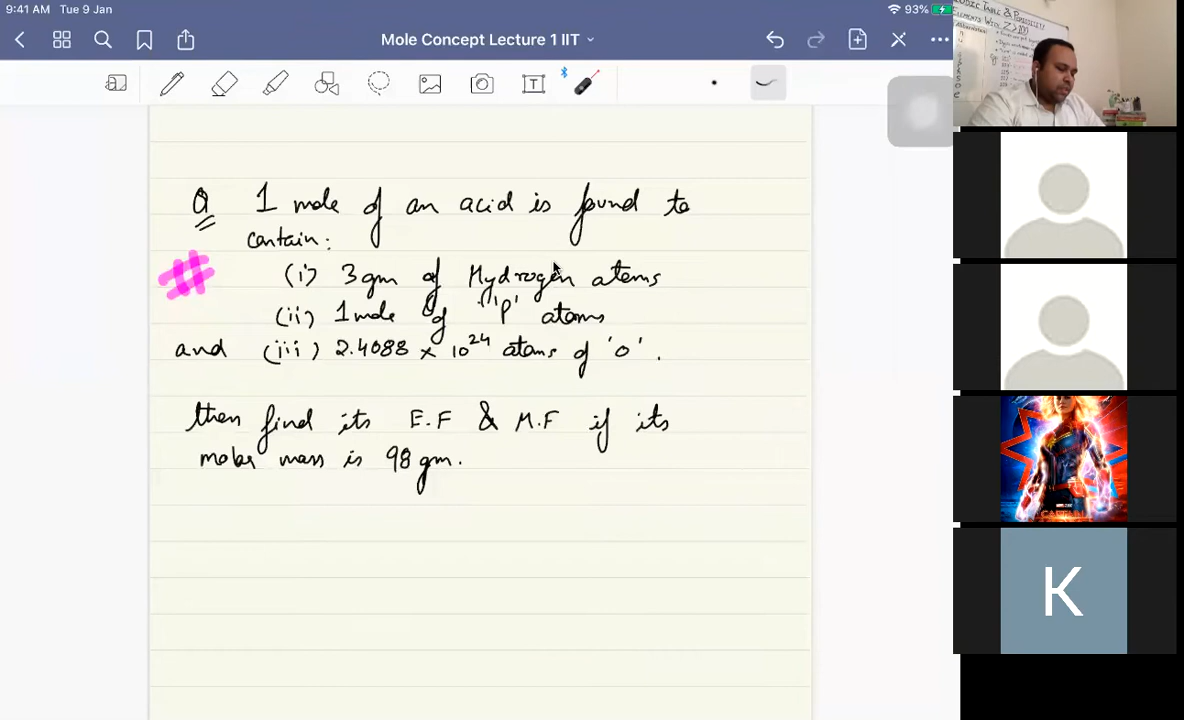 9:41 AM Tue 9 Jan
93%
Mole Concept Lecture 1 IIT
T
Q 1 mole of an acid is found to
contain:
(i) 3gm of Hydrogen atoms
(ii) 1 mole of 'P' atoms
and (iii) 2.4088 × 10²⁴ atoms of 'O'.
then find its E.F & M.F if its
molar mass is 98 gm.
K